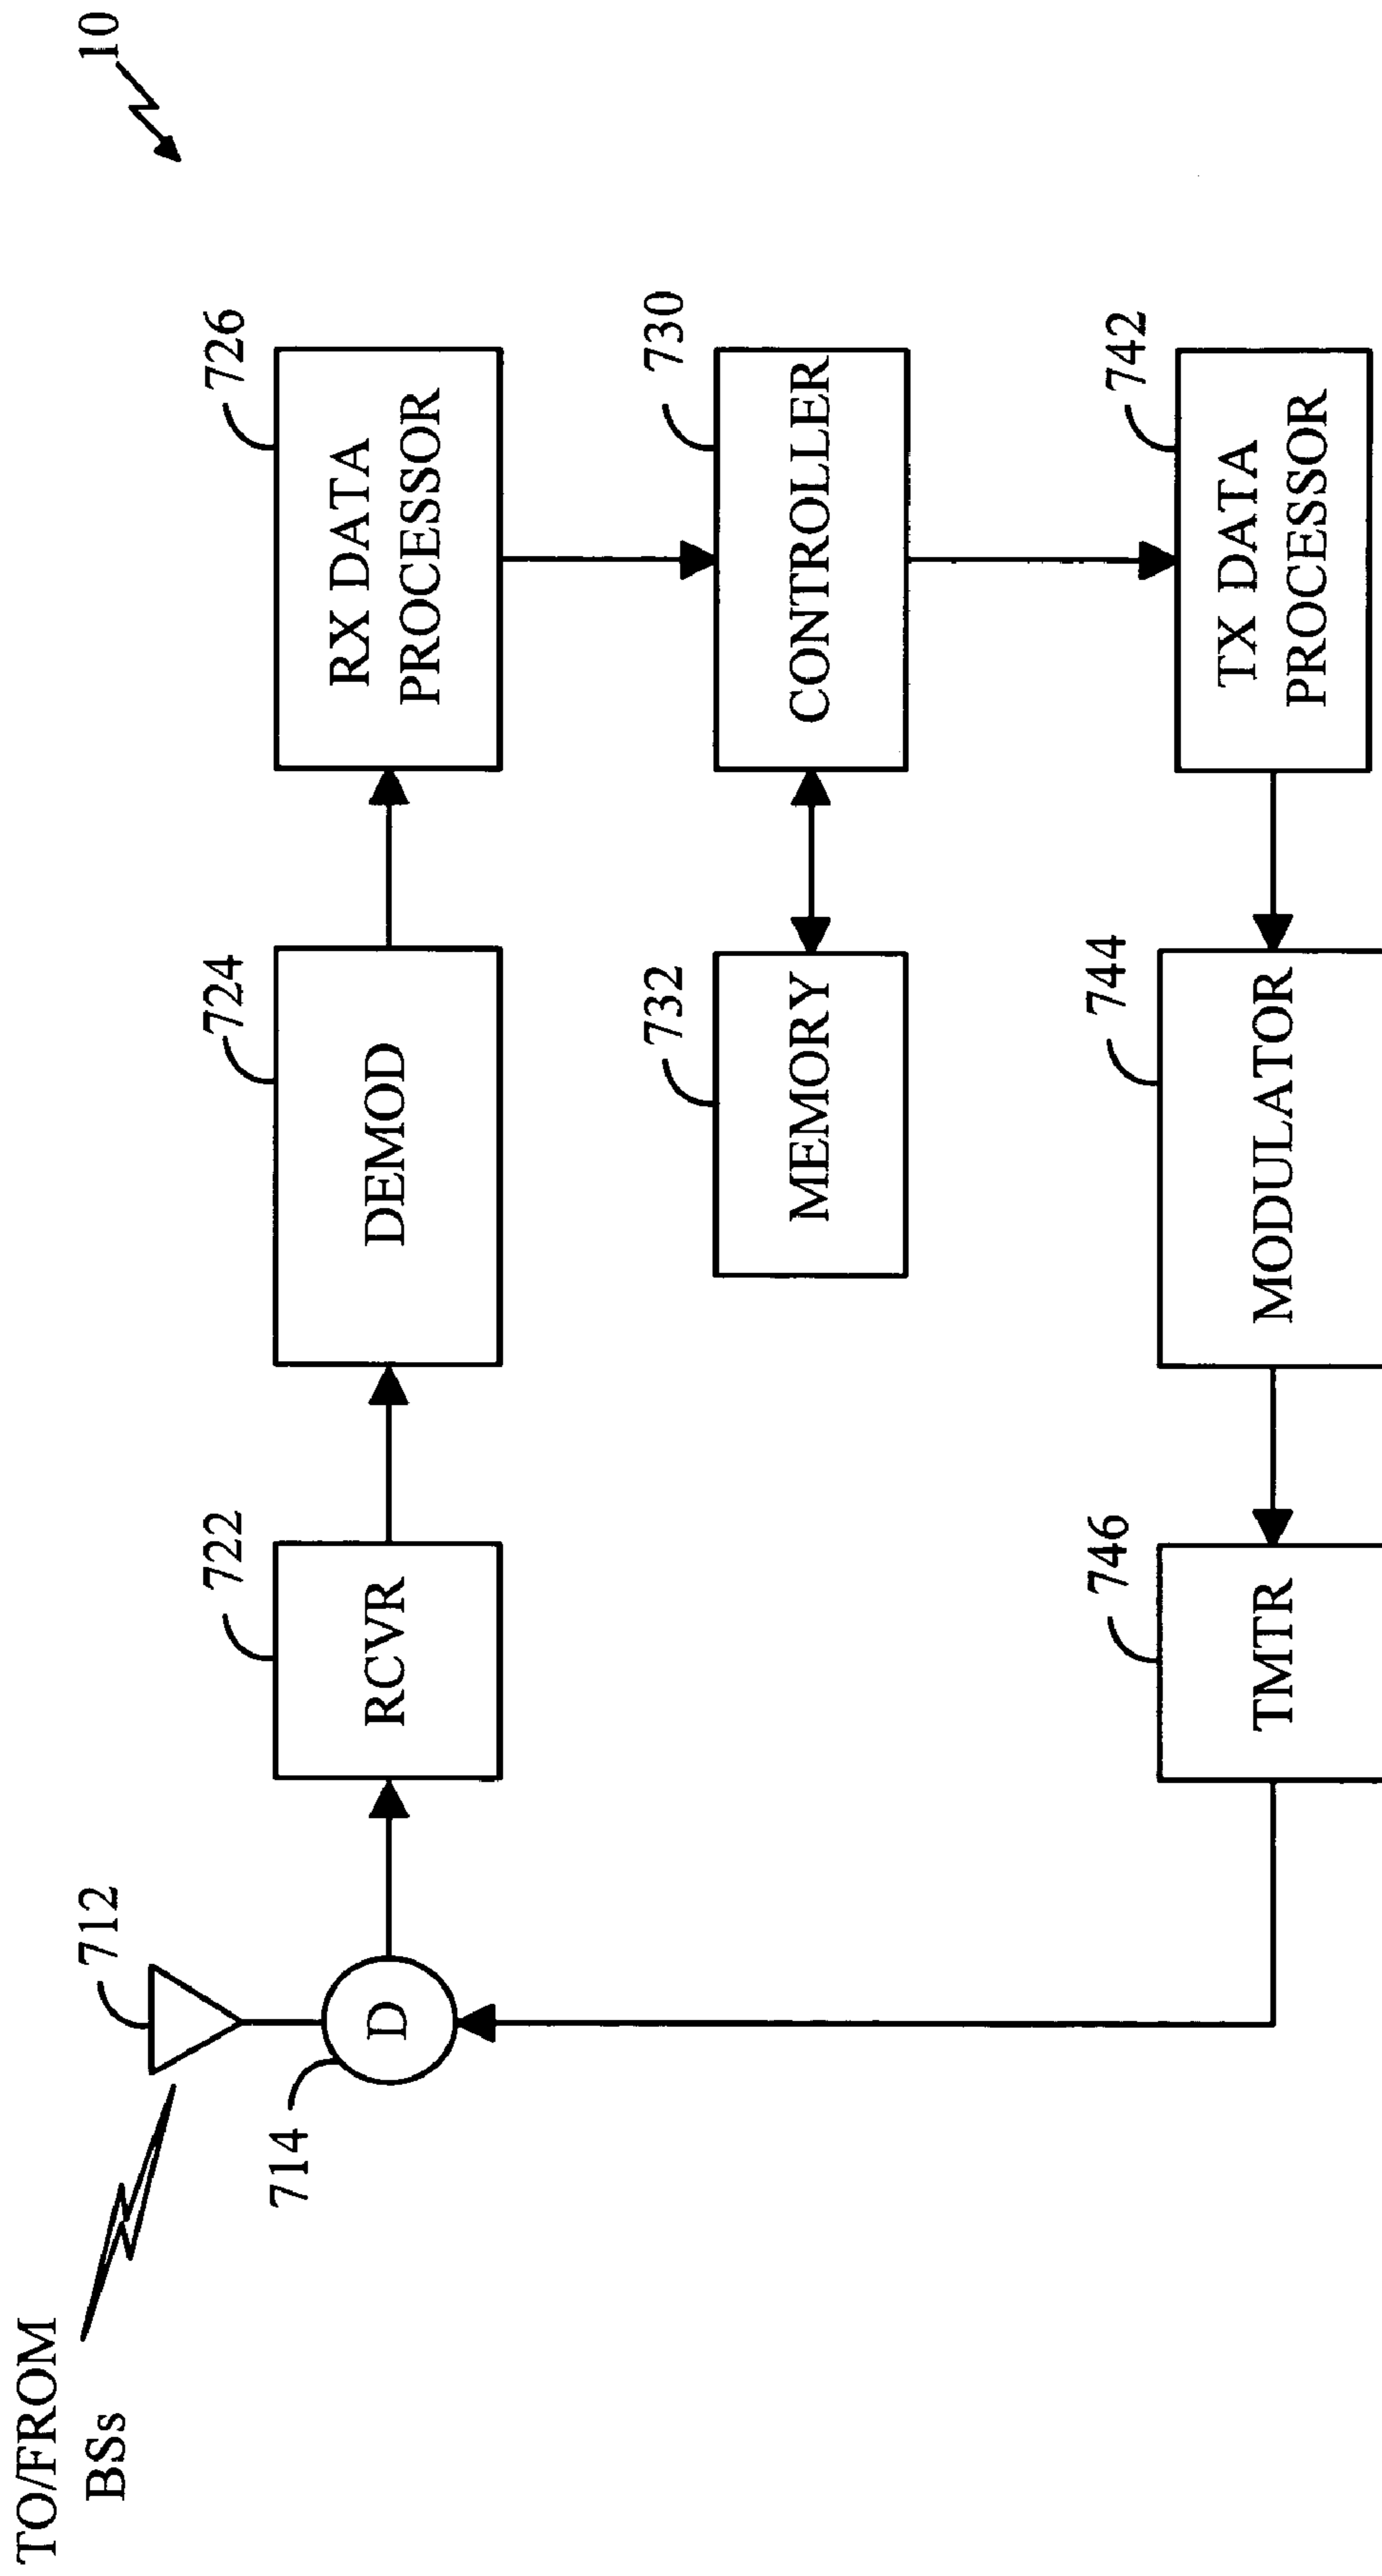 10
TO/FROM
BSs
712
714
D
722
RCVR
724
DEMOD
726
RX DATA
PROCESSOR
732
MEMORY
730
CONTROLLER
746
TMTR
744
MODULATOR
742
TX DATA
PROCESSOR